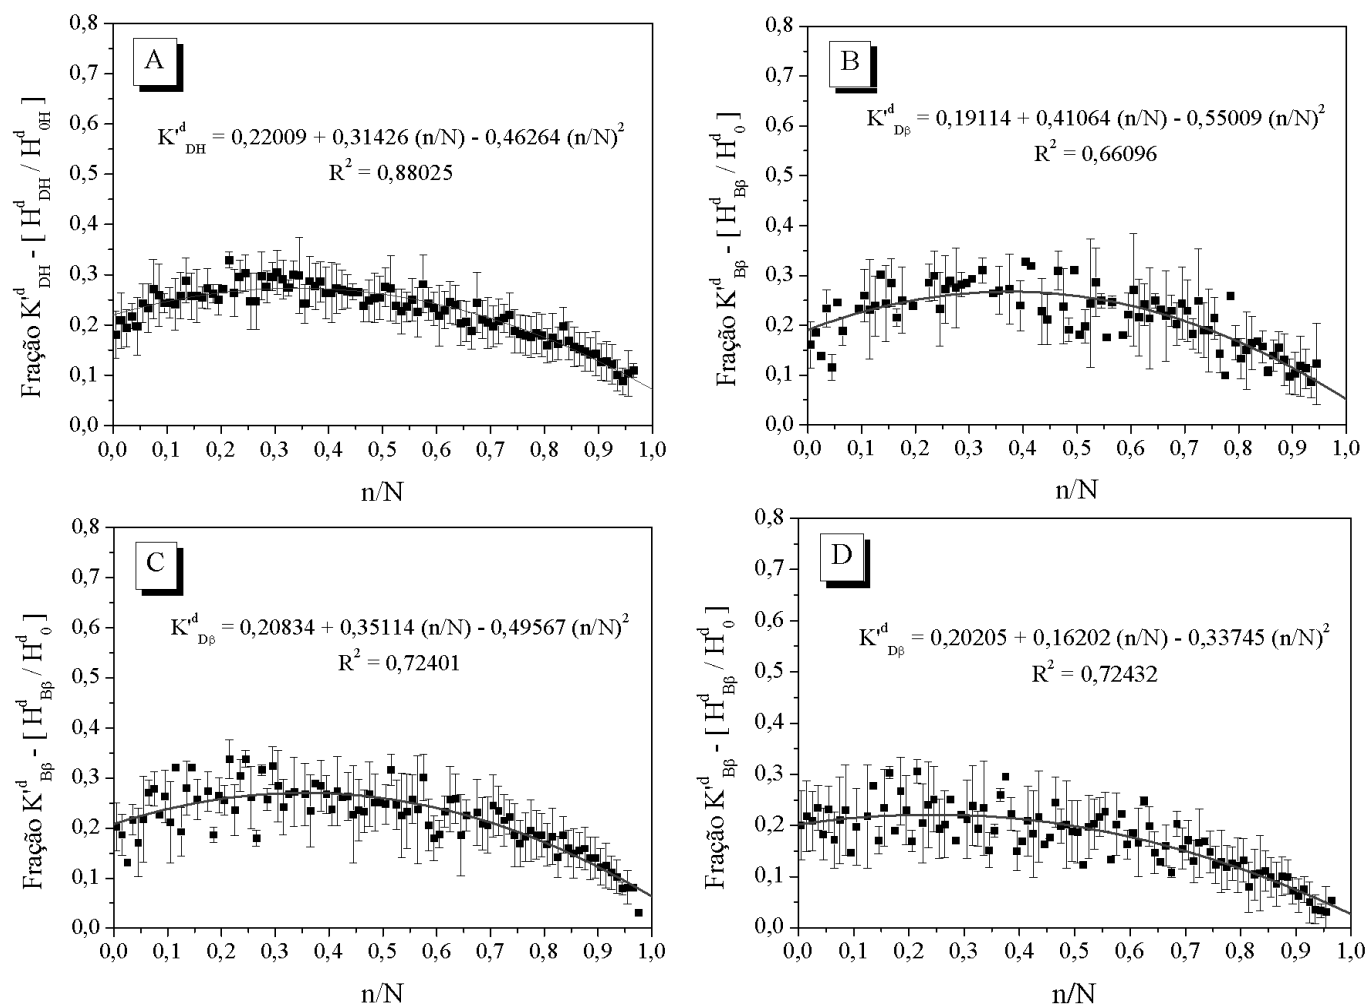 A
K'^d_DH = 0,22009 + 0,31426 (n/N) - 0,46264 (n/N)^2
R^2 = 0,88025
Fração K'^d_DH - [ H^d_DH / H^d_0H ]
0,8
0,7
0,6
0,5
0,4
0,3
0,2
0,1
0,0
0,0 0,1 0,2 0,3 0,4 0,5 0,6 0,7 0,8 0,9 1,0
n/N
B
K'^d_Dβ = 0,19114 + 0,41064 (n/N) - 0,55009 (n/N)^2
R^2 = 0,66096
Fração K'^d_Bβ - [ H^d_Bβ / H^d_0 ]
0,8
0,7
0,6
0,5
0,4
0,3
0,2
0,1
0,0
0,0 0,1 0,2 0,3 0,4 0,5 0,6 0,7 0,8 0,9 1,0
n/N
C
K'^d_Dβ = 0,20834 + 0,35114 (n/N) - 0,49567 (n/N)^2
R^2 = 0,72401
Fração K'^d_Bβ - [ H^d_Bβ / H^d_0 ]
0,8
0,7
0,6
0,5
0,4
0,3
0,2
0,1
0,0
0,0 0,1 0,2 0,3 0,4 0,5 0,6 0,7 0,8 0,9 1,0
n/N
D
K'^d_Dβ = 0,20205 + 0,16202 (n/N) - 0,33745 (n/N)^2
R^2 = 0,72432
Fração K'^d_Bβ - [ H^d_Bβ / H^d_0 ]
0,8
0,7
0,6
0,5
0,4
0,3
0,2
0,1
0,0
0,0 0,1 0,2 0,3 0,4 0,5 0,6 0,7 0,8 0,9 1,0
n/N